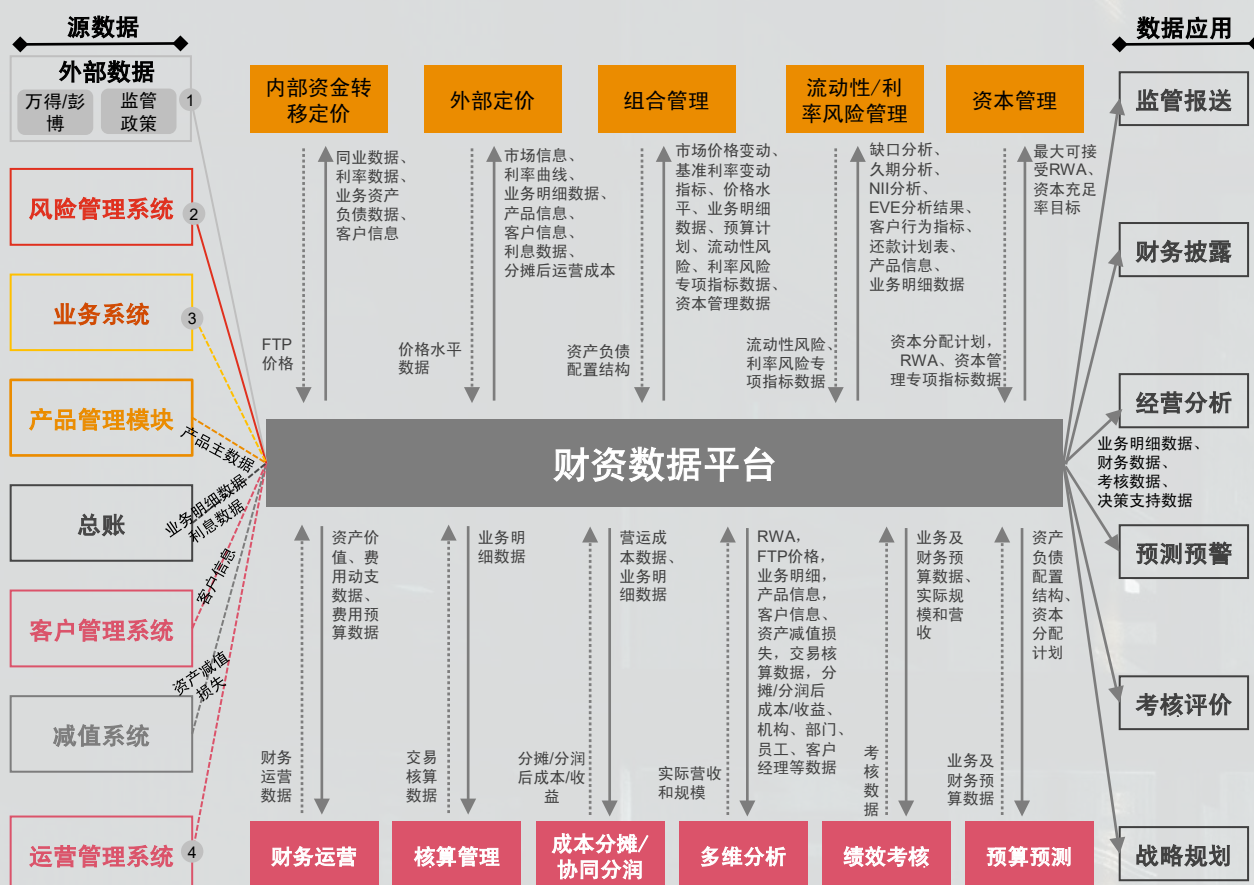 源数据
外部数据
万得/彭
博
监管
政策
1
风险管理系统
2
业务系统
3
产品管理模块
总账
客户管理系统
减值系统
运营管理系统
4
产品主数据
业务明细数据
利息数据
客户信息
资产减值
损失
内部资金转
移定价
外部定价
组合管理
流动性/利
率风险管理
资本管理
同业数据、
利率数据、
业务资产
负债数据、
客户信息
FTP
价格
市场信息、
利率曲线、
业务明细数据、
产品信息、
客户信息、
利息数据、
分摊后运营成本
价格水平
数据
市场价格变动、
基准利率变动
指标、价格水
平、业务明细
数据、预算计
划、流动性风
险、利率风险
专项指标数据、
资本管理数据
资产负债
配置结构
缺口分析、
久期分析、
NII分析、
EVE分析结果、
客户行为指标、
还款计划表、
产品信息、
业务明细数据
流动性风险、
利率风险专
项指标数据
最大可接
受RWA、
资本充足
率目标
资本分配计划，
RWA、资本管
理专项指标数据
财资数据平台
资产价
值、费
用动支
数据、
费用预
算数据
财务
运营
数据
业务明
细数据
交易
核算
数据
营运成
本数据、
业务明
细数据
分摊/分润
后成本/收
益
RWA，
FTP价格，
业务明细，
产品信息，
客户信息、
资产减值损
失，交易核
算数据，分
摊/分润后
成本/收益、
机构、部门、
员工、客户
经理等数据
实际营收
和规模
业务及
财务预
算数据、
实际规
模和营
收
考
核
数
据
资产
负债
配置
结构、
资本
分配
计划
业务及
财务预
算数据
财务运营
核算管理
成本分摊/
协同分润
多维分析
绩效考核
预算预测
数据应用
监管报送
财务披露
经营分析
业务明细数据、
财务数据、
考核数据、
决策支持数据
预测预警
考核评价
战略规划